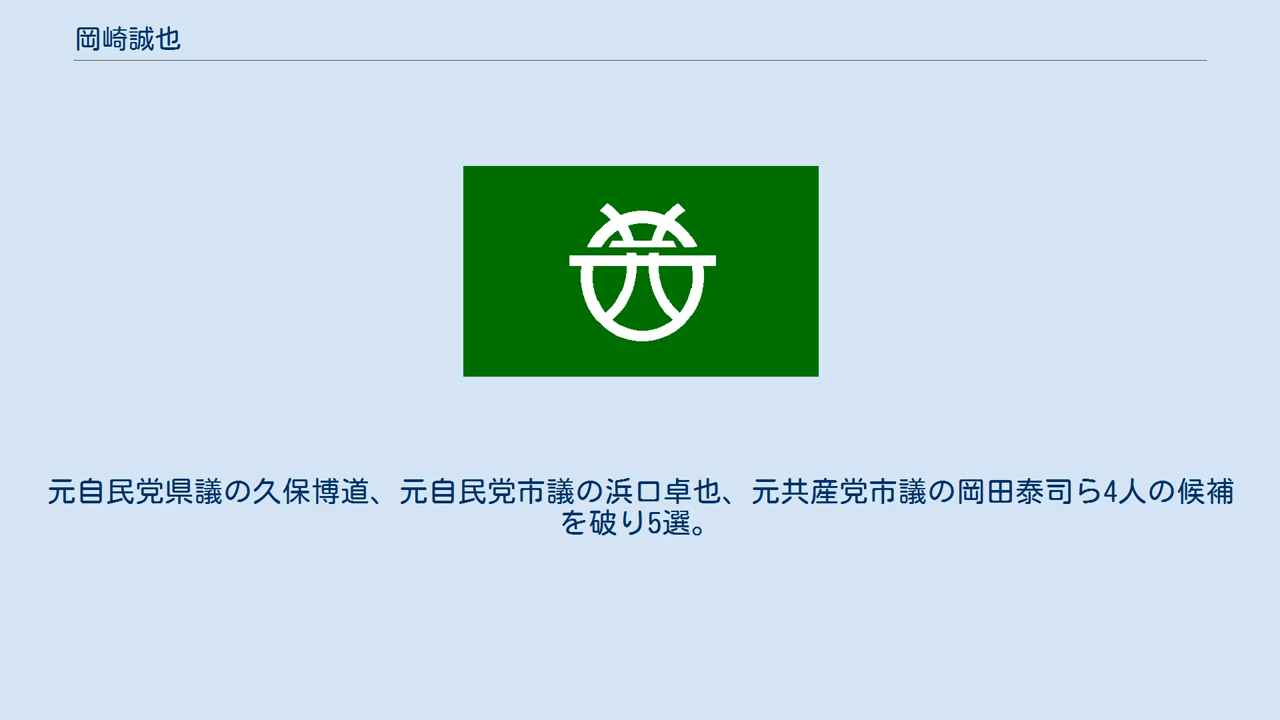 岡崎誠也
元自民党県議の久保博道、元自民党市議の浜口卓也、元共産党市議の岡田泰司ら4人の候補
を破り5選。